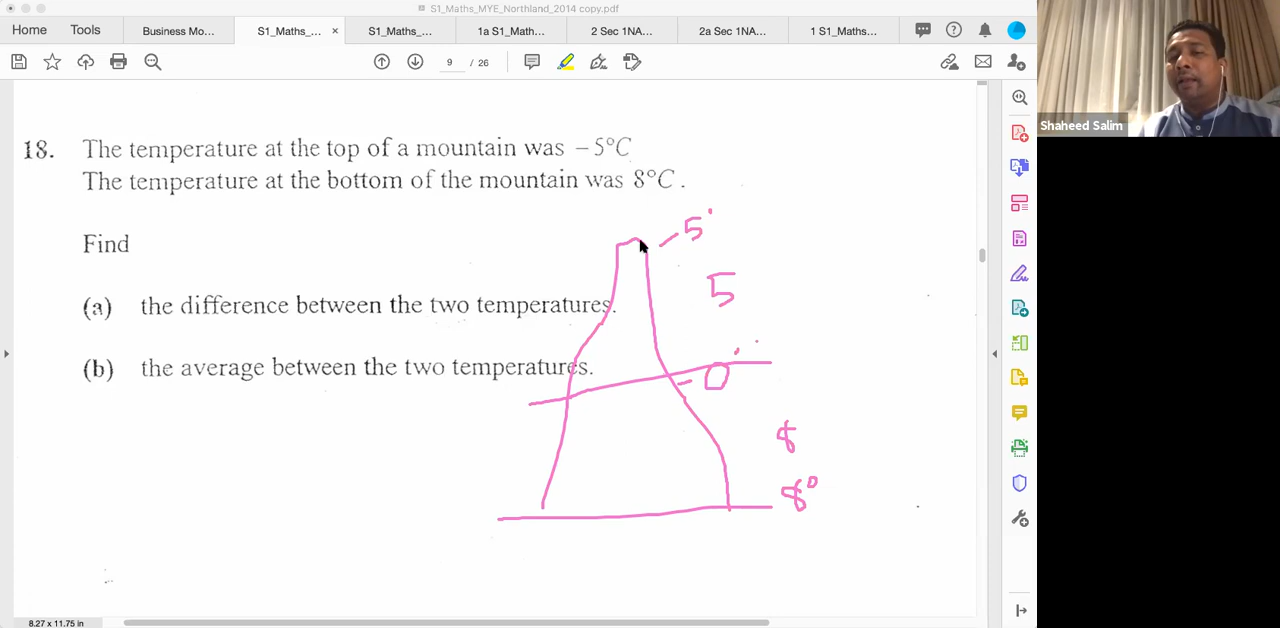 S1_Maths_MYE_Northland_2014 copy.pdf
Home Tools Business Mo... S1_Maths_... × S1_Maths_... 1a S1_Math... 2 Sec 1NA... 2a Sec 1NA... 1 S1_Maths...
9 / 26
Shaheed Salim
18. The temperature at the top of a mountain was −5°C
The temperature at the bottom of the mountain was 8°C.
-5°
Find
5
(a) the difference between the two temperatures.
(b) the average between the two temperatures.
-0°
8
8°
8.27 x 11.75 in